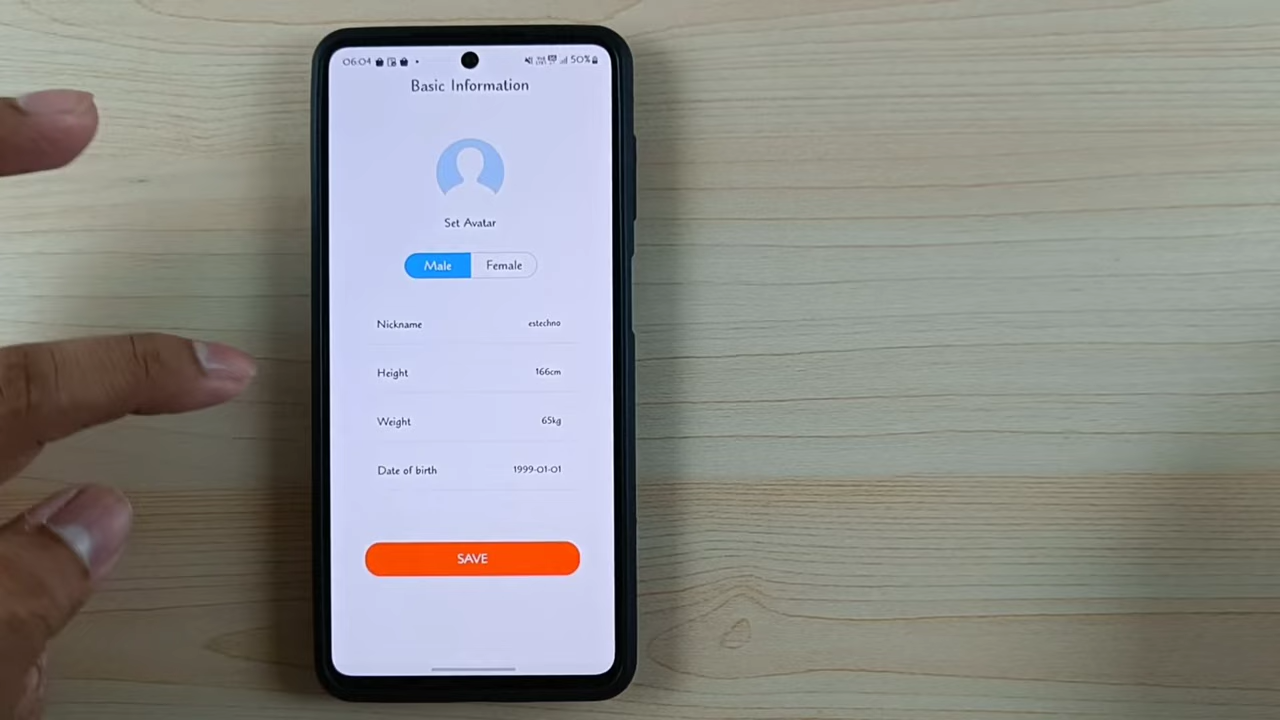 06:04 50%
Basic Information
Set Avatar
Male Female
Nickname estechno
Height 166cm
Weight 65kg
Date of birth 1999-01-01
SAVE